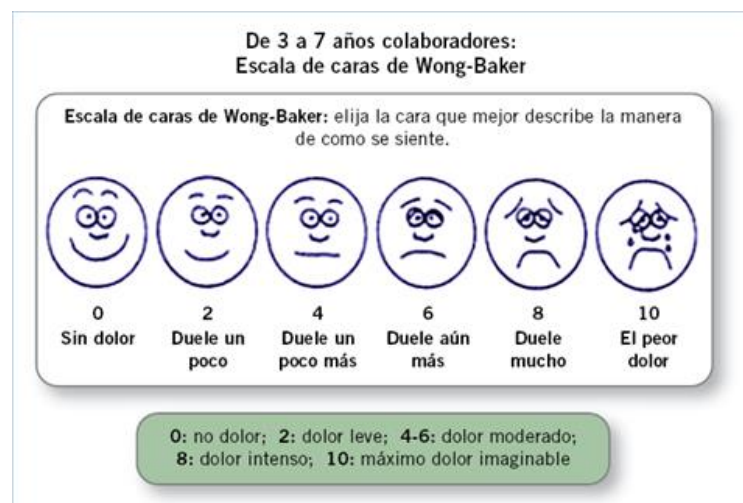 De 3 a 7 años colaboradores:
Escala de caras de Wong-Baker
Escala de caras de Wong-Baker: elija la cara que mejor describe la manera
de como se siente.
0 2 4 6 8 10
Sin dolor Duele un Duele un Duele aún Duele El peor
poco poco más más mucho dolor
0: no dolor; 2: dolor leve; 4-6: dolor moderado;
8: dolor intenso; 10: máximo dolor imaginable